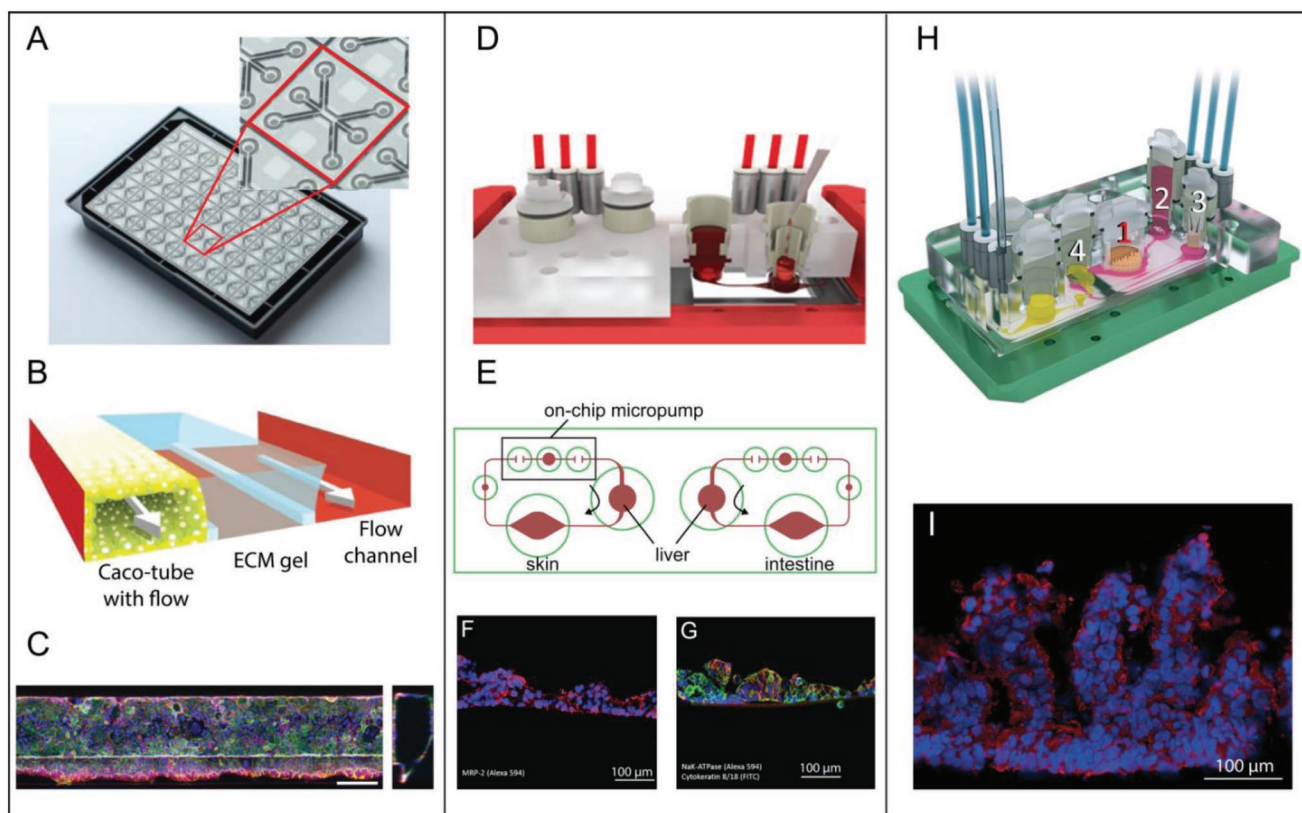 A
B
Caco-tube
with flow
ECM gel
Flow
channel
C
D
E
on-chip micropump
liver
skin
intestine
F
MRP-2 (Alexa 594)
100 µm
G
NaK-ATPase (Alexa 594)
Cytokeratin 8/18 (FITC)
100 µm
H
1
2
3
4
I
100 µm